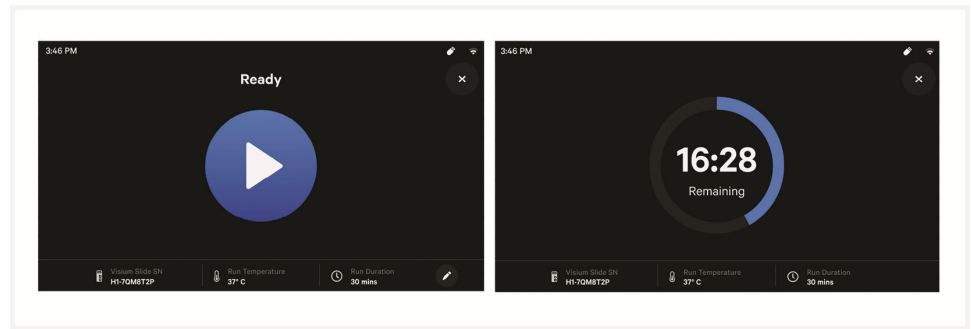 3:46 PM
Ready
Visium Slide SN
H1-7QM8T2P
Run Temperature
37° C
Run Duration
30 mins
3:46 PM
16:28
Remaining
Visium Slide SN
H1-7QM8T2P
Run Temperature
37° C
Run Duration
30 mins